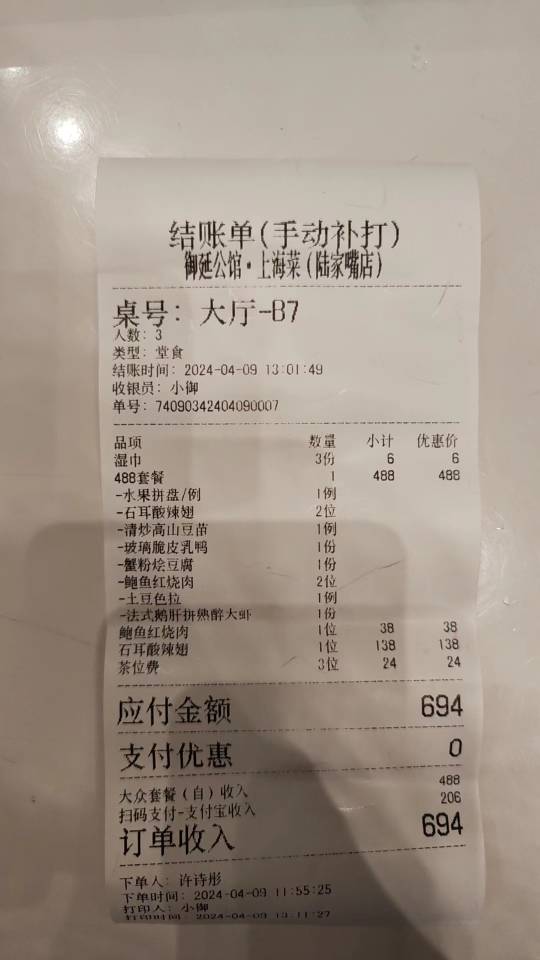 结账单(手动补打)
御延公馆·上海菜(陆家嘴店)
桌号: 大厅-B7
人数: 3
类型: 堂食
结账时间: 2024-04-09 13:01:49
收银员: 小御
单号: 74090342404090007
品项 数量 小计 优惠价
湿巾 3份 6 6
488套餐 1 488 488
-水果拼盘/例 1例
-石耳酸辣翅 2位
-清炒高山豆苗 1例
-玻璃脆皮乳鸭 1份
-蟹粉烩豆腐 1份
-鲍鱼红烧肉 2位
-土豆色拉 1例
-法式鹅肝拼熟醉大虾 1份
鲍鱼红烧肉 1位 38 38
石耳酸辣翅 1位 138 138
茶位费 3位 24 24
应付金额 694
支付优惠 0
大众套餐(自)收入 488
扫码支付-支付宝收入 206
订单收入 694
下单人: 许诗彤
下单时间: 2024-04-09 11:55:25
打印人: 小御
打印时间: 2024-04-09 13:11:27